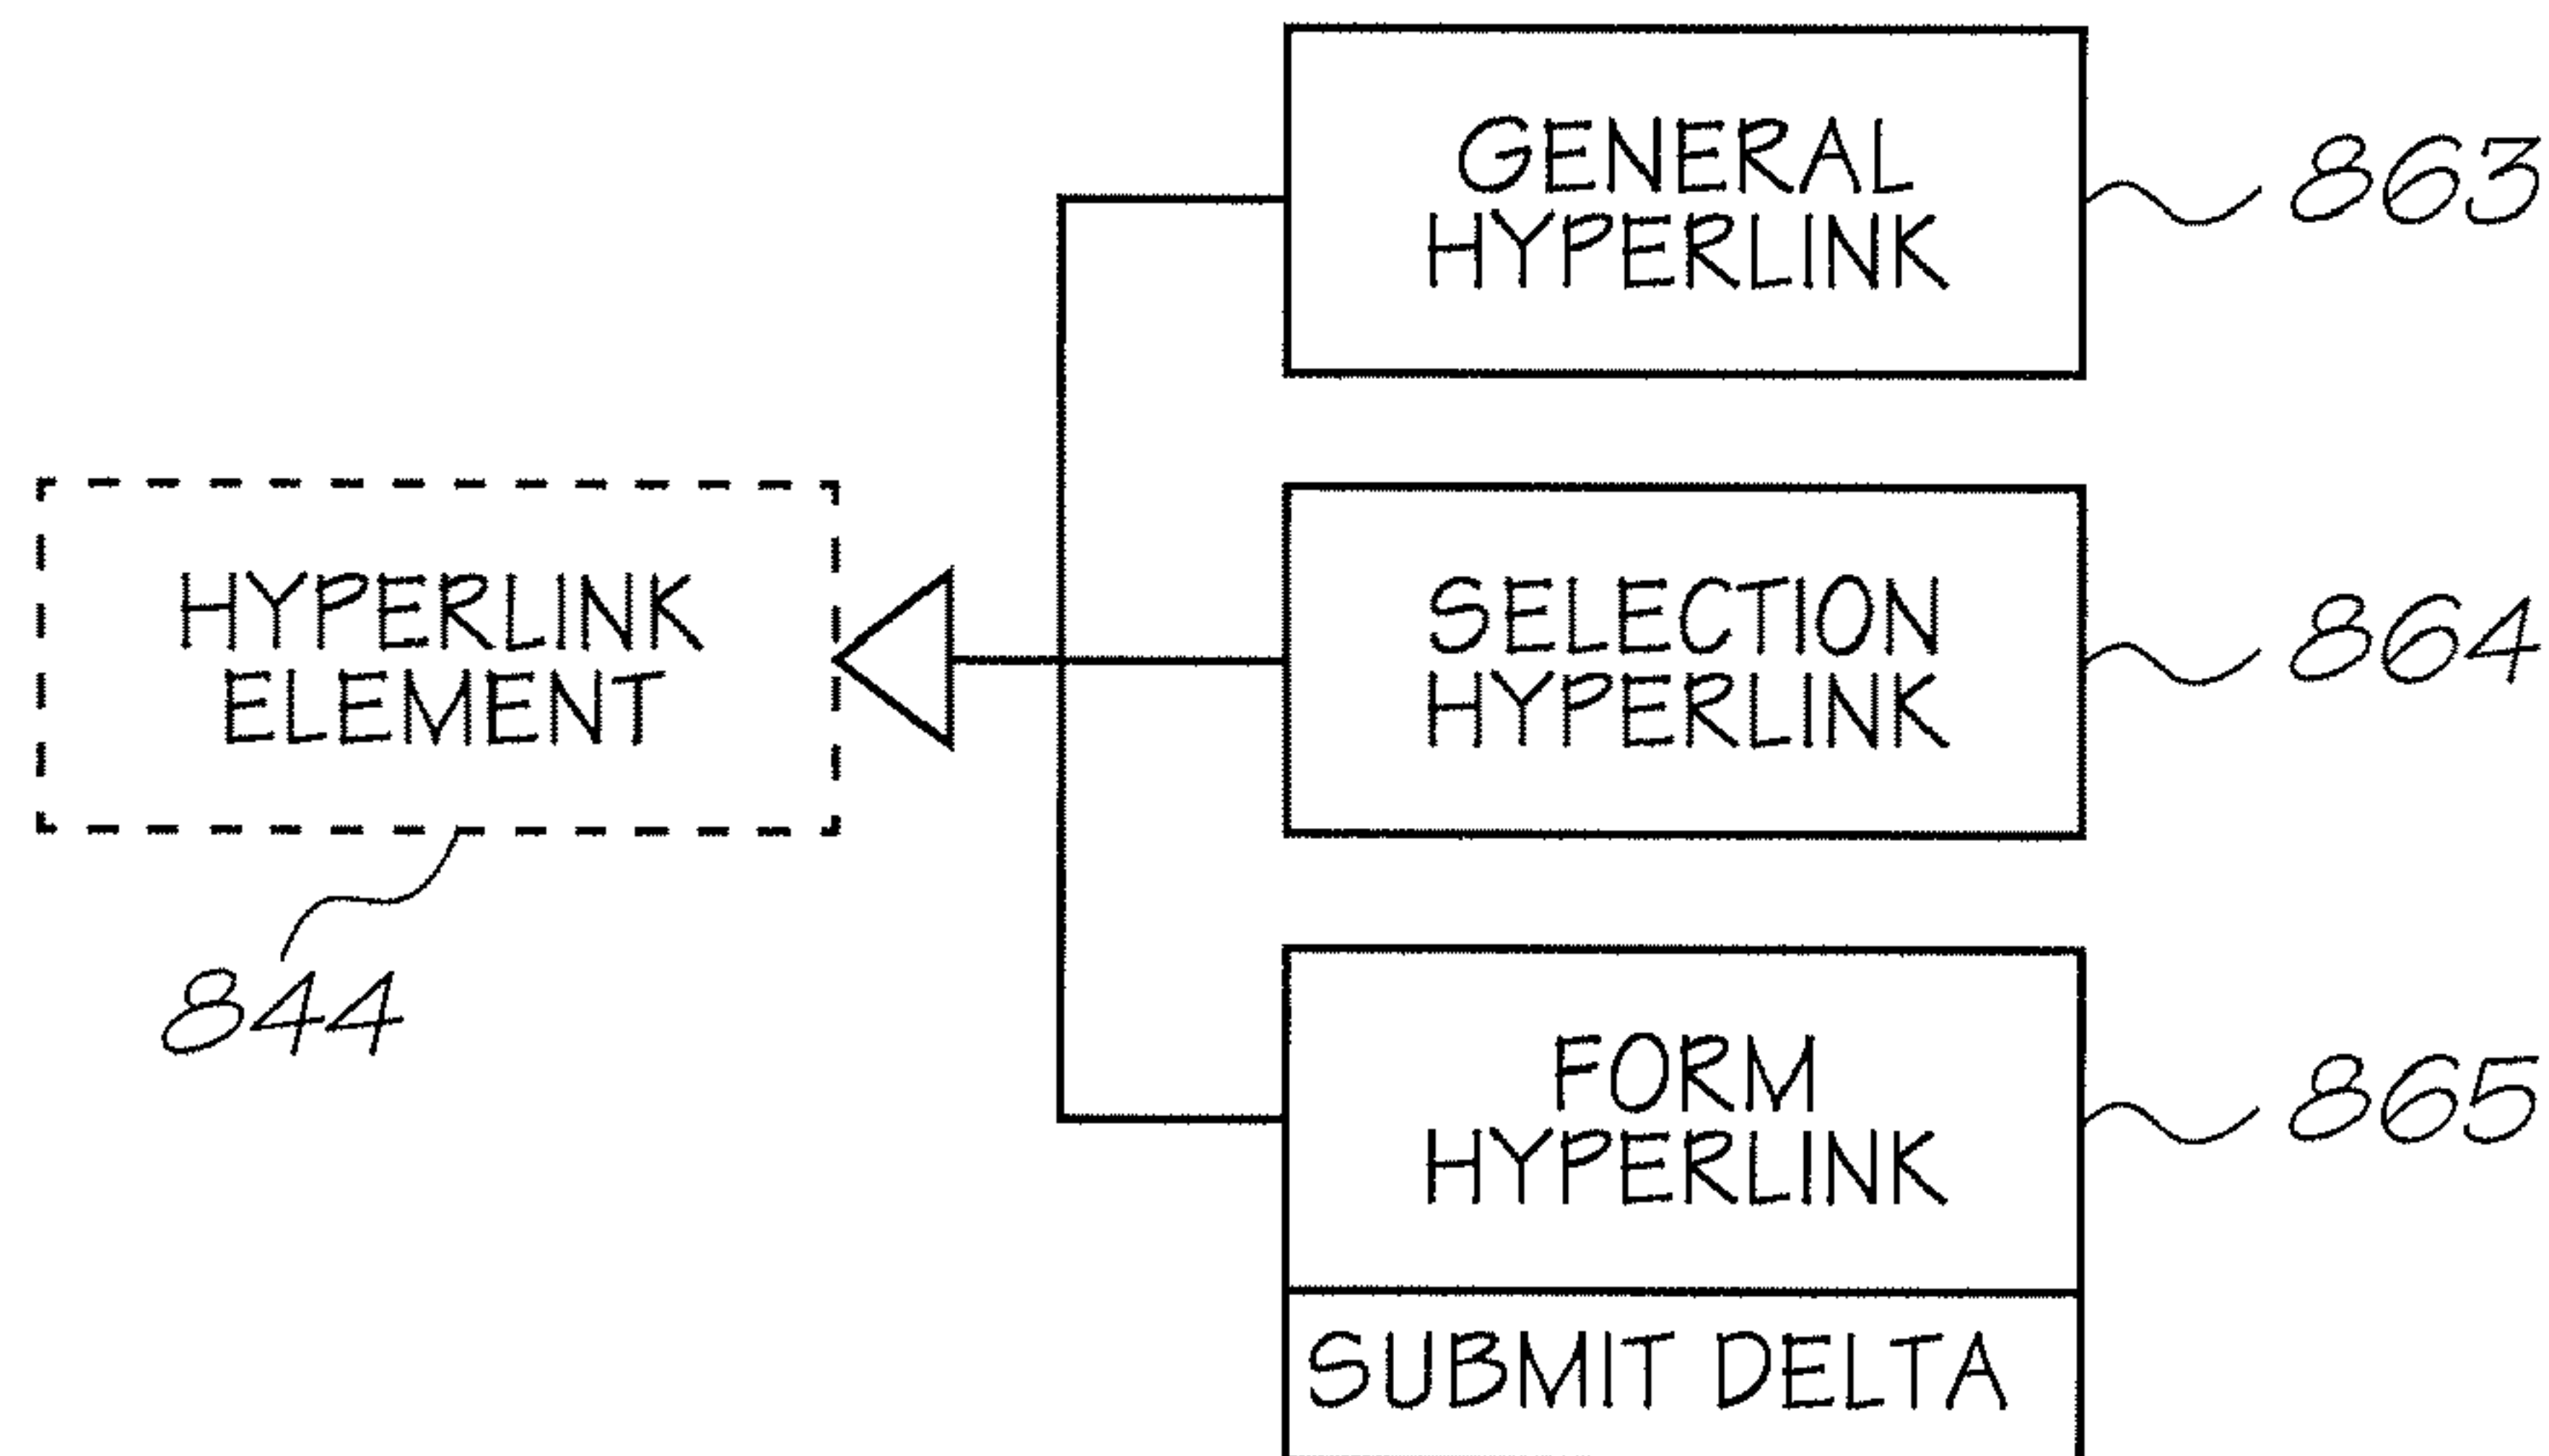 GENERAL
HYPERLINK
863
HYPERLINK
ELEMENT
844
SELECTION
HYPERLINK
864
FORM
HYPERLINK
865
SUBMIT DELTA